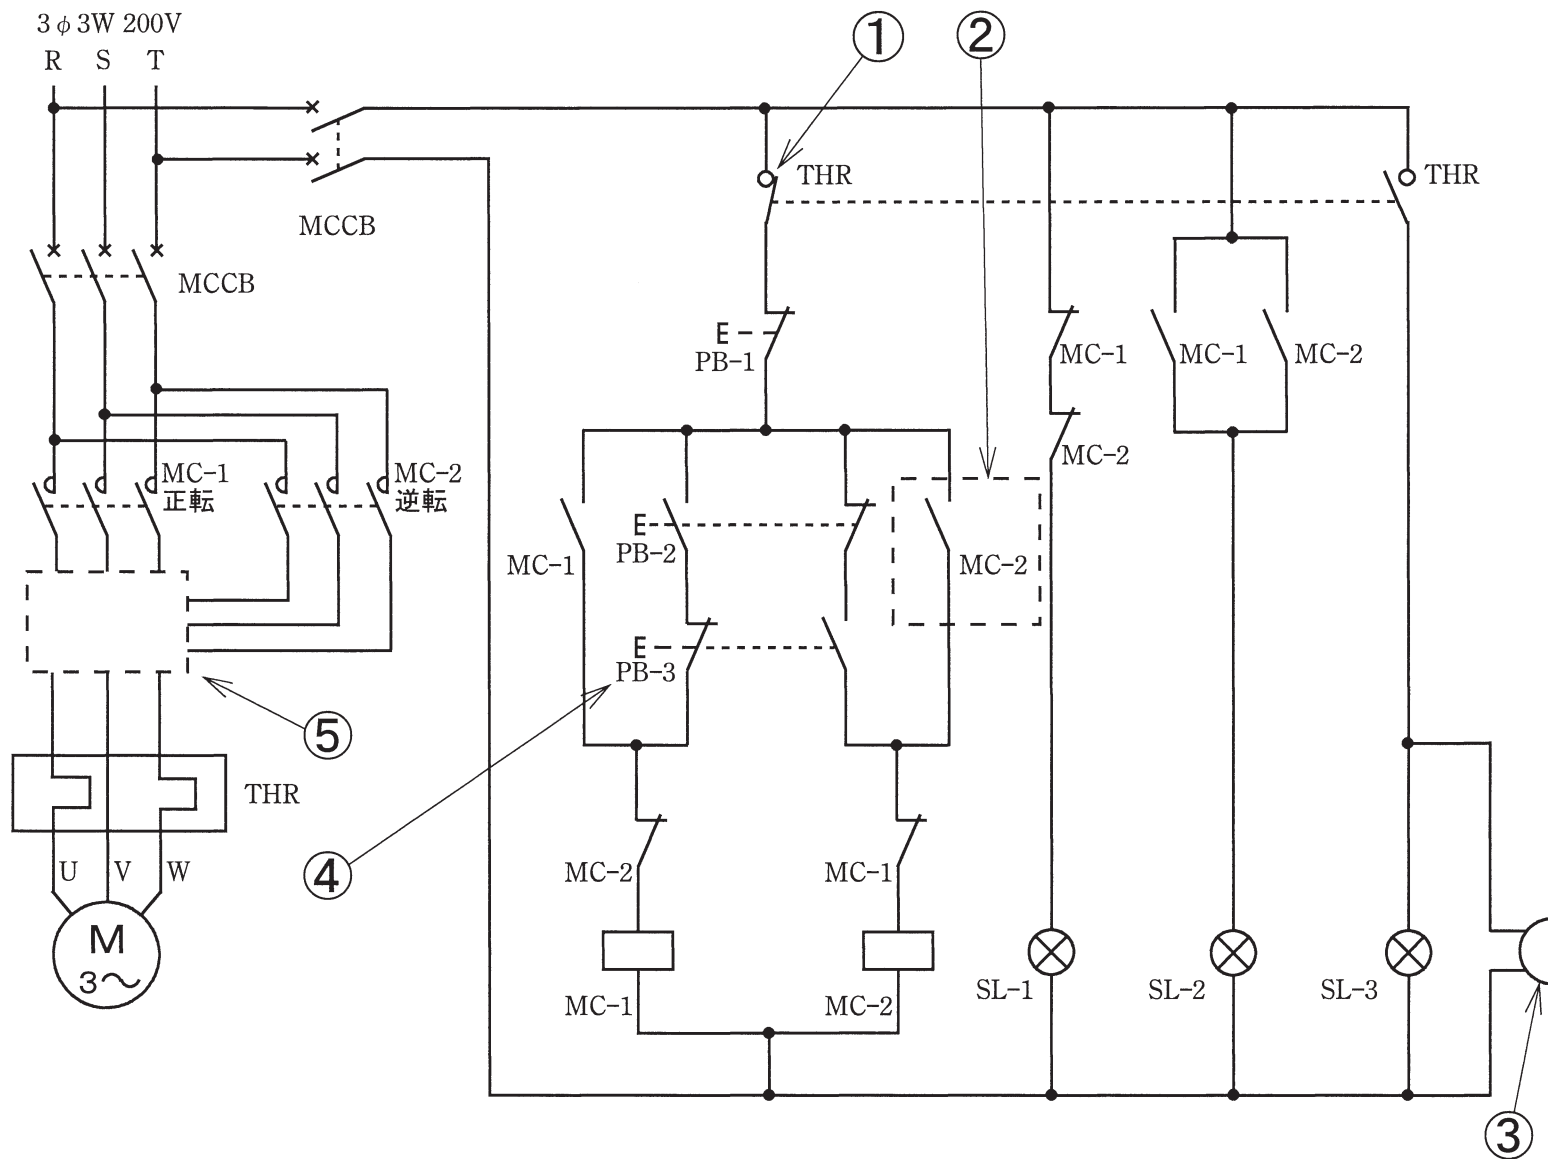 3φ3W 200V
R S T
①
②
THR
THR
MCCB
MCCB
E
PB-1
MC-1
MC-1
MC-2
MC-2
MC-1
正転
MC-2
逆転
E
PB-2
MC-1
MC-2
E
PB-3
④
⑤
THR
U V W
MC-2
MC-1
M
3～
MC-1
MC-2
SL-1
SL-2
SL-3
③